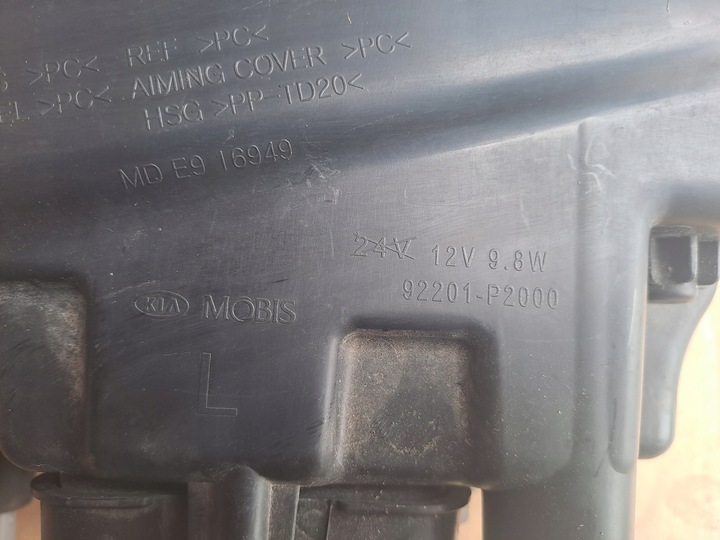 >PC< REF >PC<
>PC< AIMING COVER >PC<
HSG >PP-TD20<
MD E9 16949
24V 12V 9.8W
92201-P2000
KIA MOBIS
L